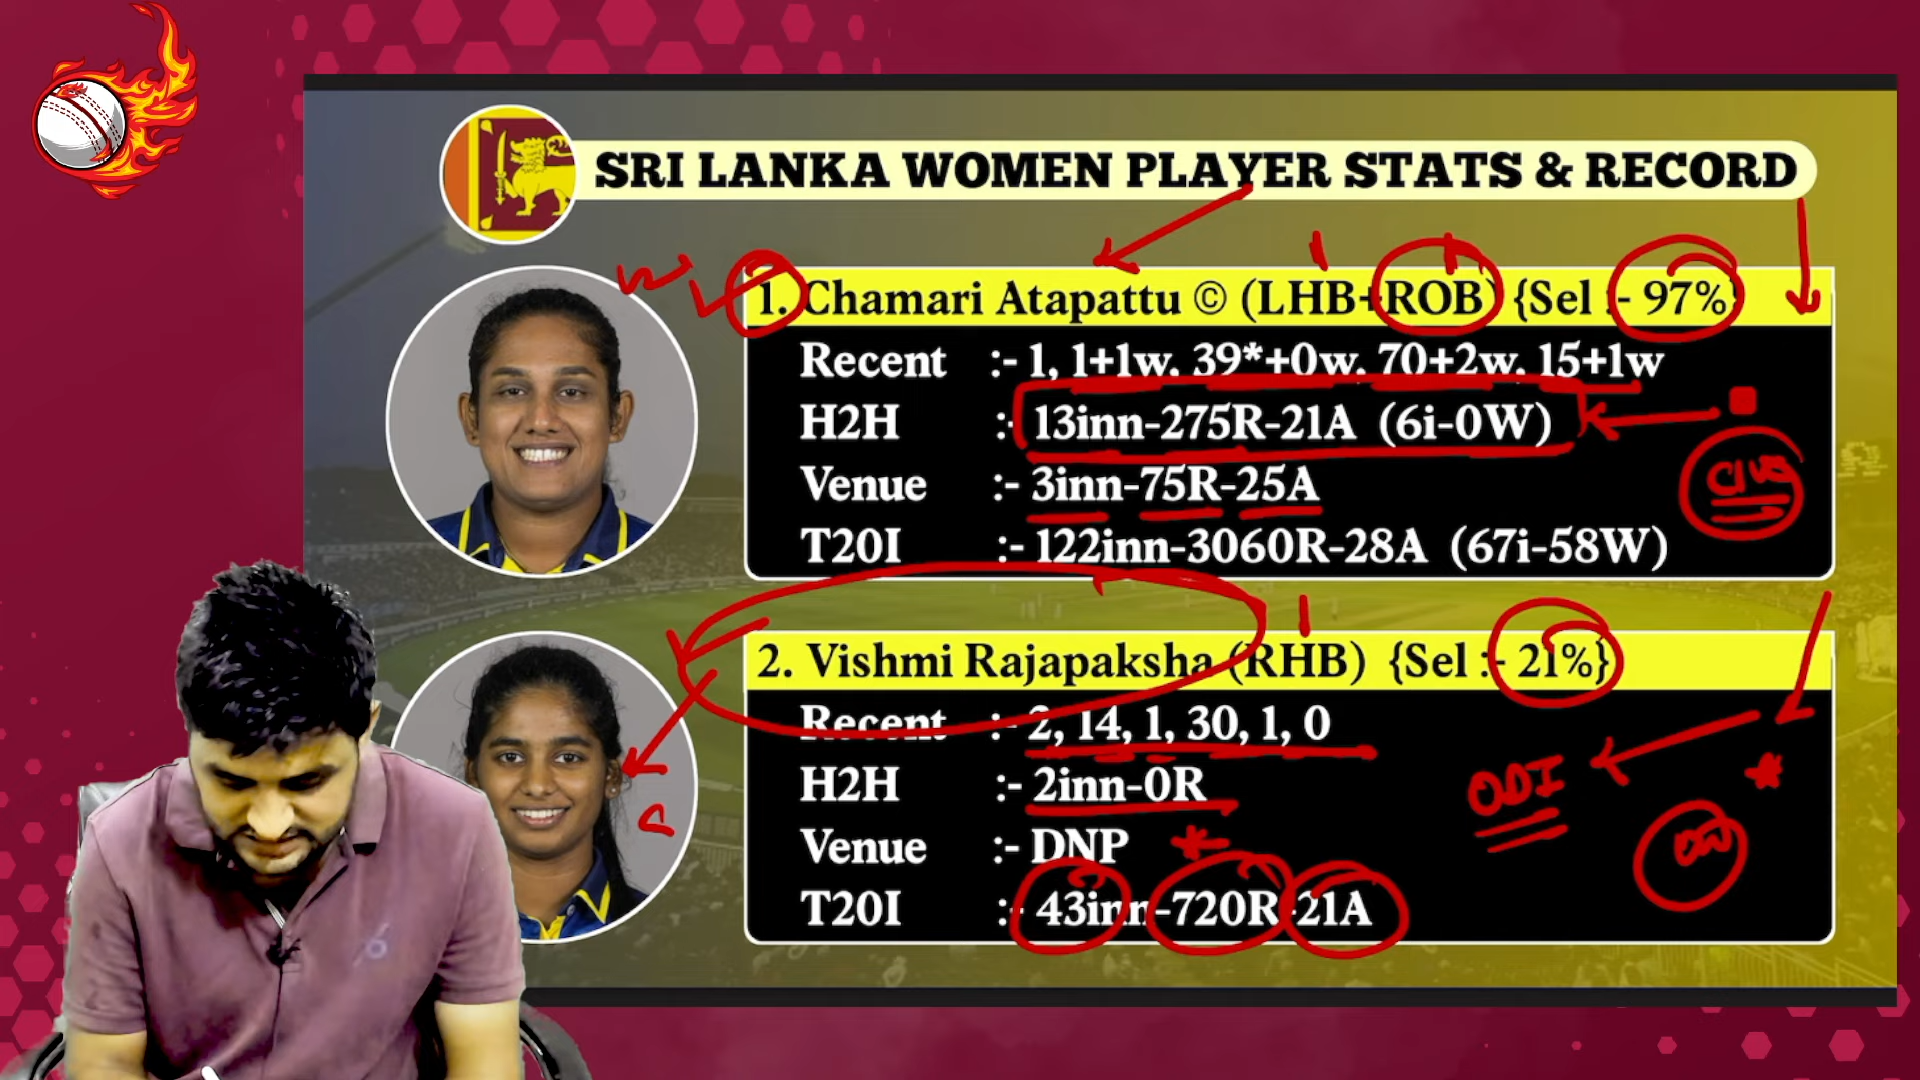 SRI LANKA WOMEN PLAYER STATS & RECORD
1. Chamari Atapattu © (LHB+ROB) {Sel :- 97%}
Recent :- 1, 1+1w, 39*+0w, 70+2w, 15+1w
H2H :- 13inn-275R-21A (6i-0W)
Venue :- 3inn-75R-25A
T20I :- 122inn-3060R-28A (67i-58W)
2. Vishmi Rajapaksha (RHB) {Sel :- 21%}
Recent :- 2, 14, 1, 30, 1, 0
H2H :- 2inn-0R
ODI
Venue :- DNP
T20I :- 43inn-720R-21A